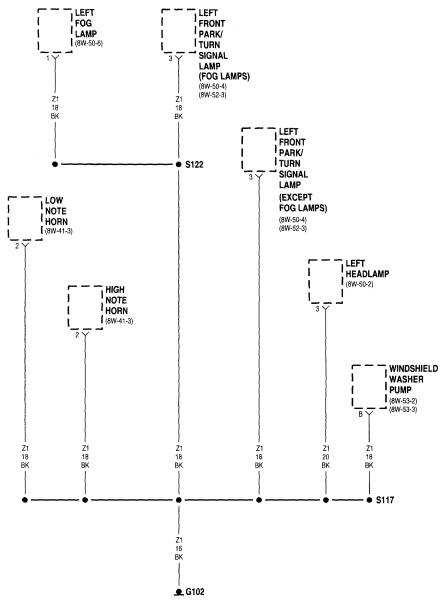 LEFT
FOG
LAMP
(8W-50-6)
1
LEFT
FRONT
PARK/
TURN
SIGNAL
LAMP
(FOG LAMPS)
(8W-50-4)
(8W-52-3)
3
Z1
18
BK
Z1
18
BK
S122
LEFT
FRONT
PARK/
TURN
SIGNAL
LAMP
(EXCEPT
FOG LAMPS)
(8W-50-4)
(8W-52-3)
3
LOW
NOTE
HORN
(8W-41-3)
2
HIGH
NOTE
HORN
(8W-41-3)
2
LEFT
HEADLAMP
(8W-50-2)
3
WINDSHIELD
WASHER
PUMP
(8W-53-2)
(8W-53-3)
B
Z1
18
BK
Z1
18
BK
Z1
18
BK
Z1
18
BK
Z1
20
BK
Z1
18
BK
S117
Z1
16
BK
G102